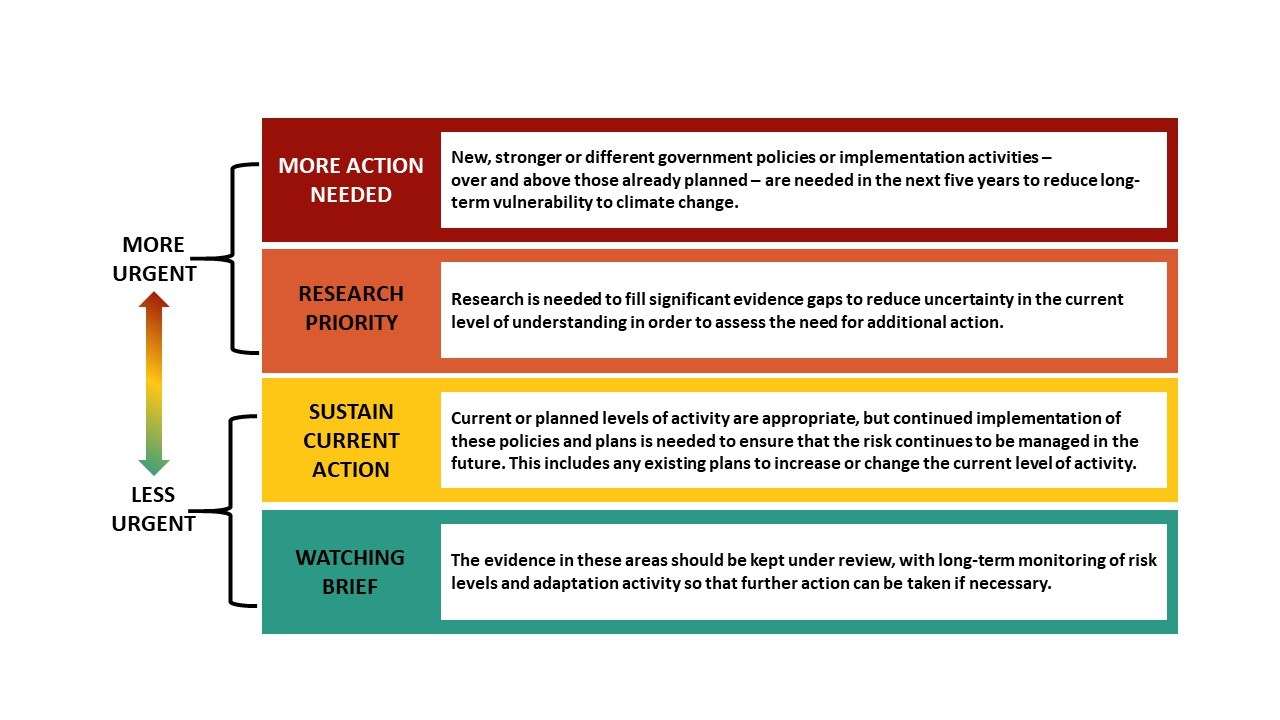 MORE ACTION
NEEDED
New, stronger or different government policies or implementation activities –
over and above those already planned – are needed in the next five years to reduce long-
term vulnerability to climate change.
MORE
URGENT
RESEARCH
PRIORITY
Research is needed to fill significant evidence gaps to reduce uncertainty in the current
level of understanding in order to assess the need for additional action.
SUSTAIN
CURRENT
ACTION
Current or planned levels of activity are appropriate, but continued implementation of
these policies and plans is needed to ensure that the risk continues to be managed in the
future. This includes any existing plans to increase or change the current level of activity.
LESS
URGENT
WATCHING
BRIEF
The evidence in these areas should be kept under review, with long-term monitoring of risk
levels and adaptation activity so that further action can be taken if necessary.